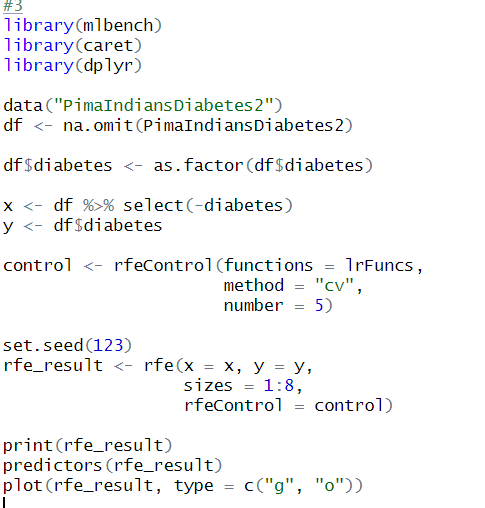 #3
library(mlbench)
library(caret)
library(dplyr)
data("PimaIndiansDiabetes2")
df <- na.omit(PimaIndiansDiabetes2)
df$diabetes <- as.factor(df$diabetes)
x <- df %>% select(-diabetes)
y <- df$diabetes
control <- rfeControl(functions = lrFuncs,
method = "cv",
number = 5)
set.seed(123)
rfe_result <- rfe(x = x, y = y,
sizes = 1:8,
rfeControl = control)
print(rfe_result)
predictors(rfe_result)
plot(rfe_result, type = c("g", "o"))